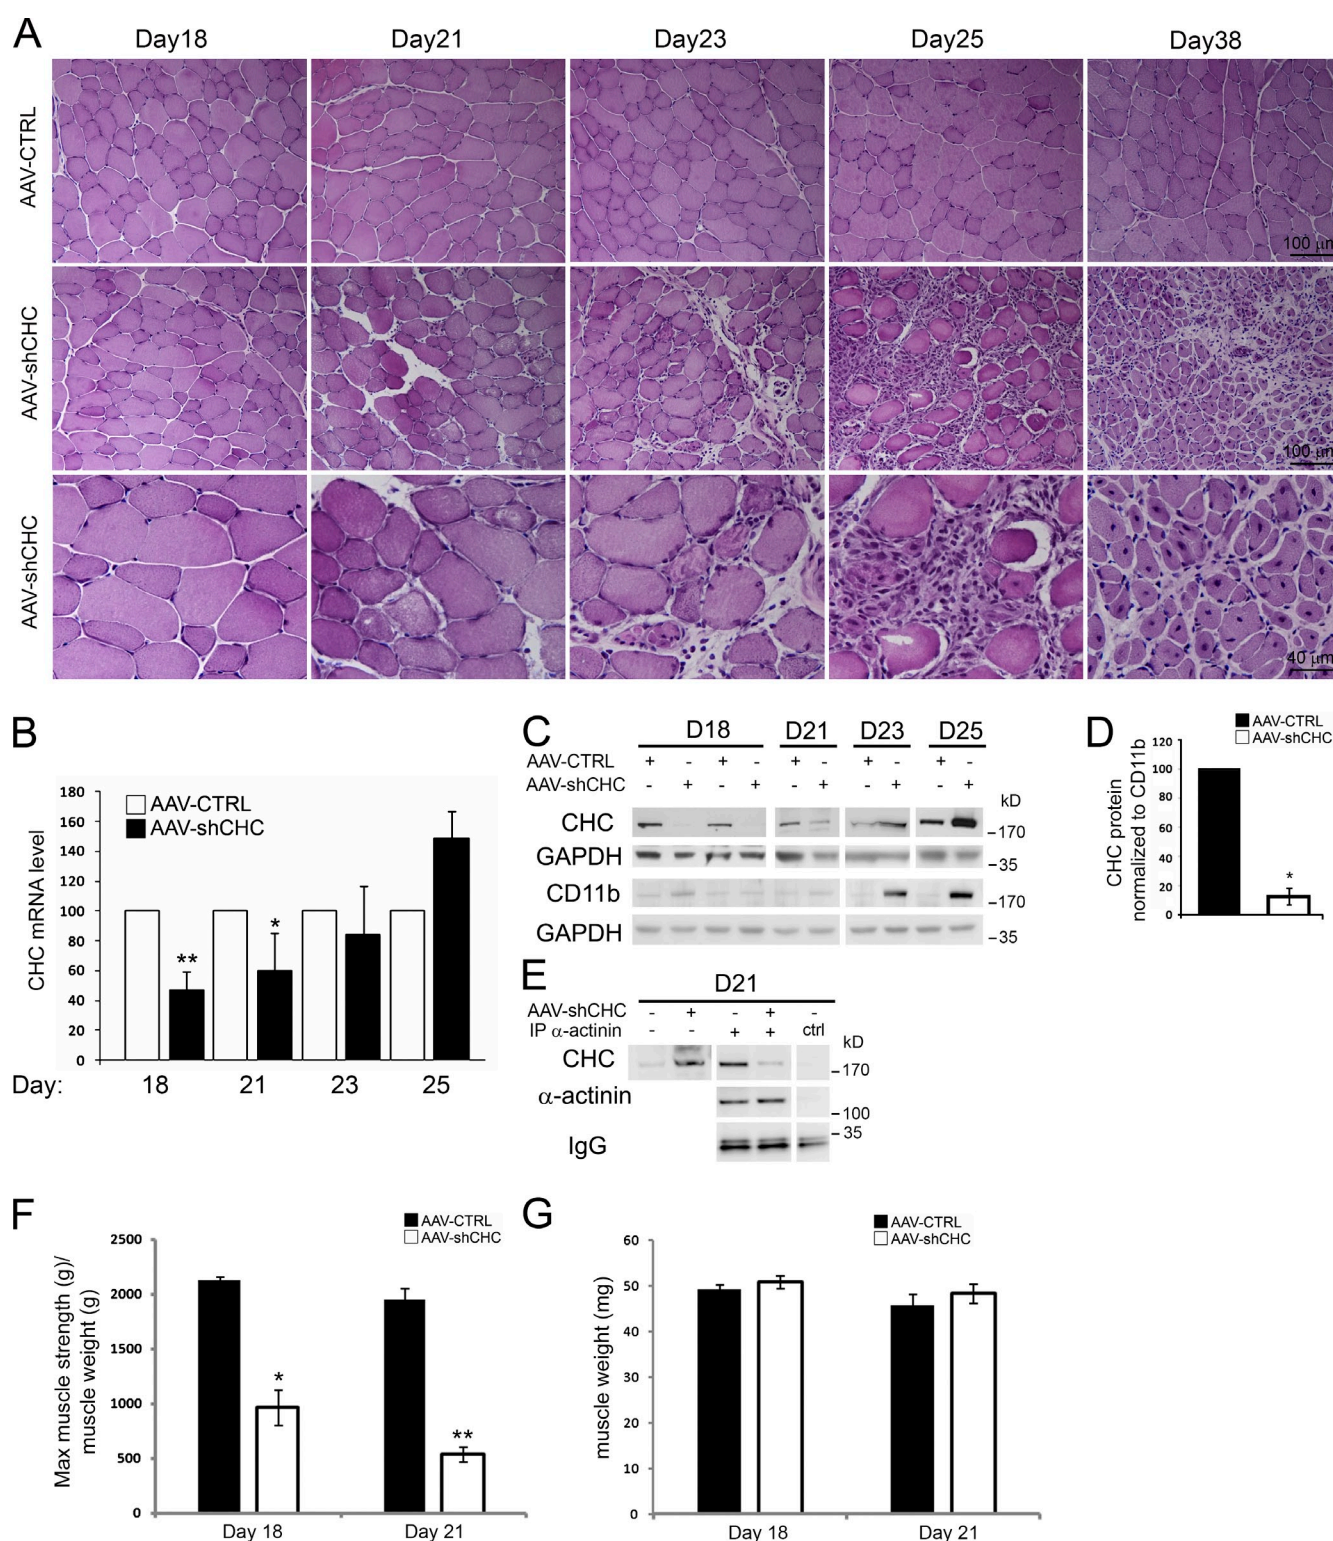 A
Day18 Day21 Day23 Day25 Day38
AAV-CTRL
100 µm
AAV-shCHC
100 µm
AAV-shCHC
40 µm
B
CHC mRNA level
180
160
140
120
100
80
60
40
20
0
AAV-CTRL
AAV-shCHC
** *
Day: 18 21 23 25
C
D18 D21 D23 D25
AAV-CTRL + - + - + - + - + -
AAV-shCHC - + - + - + - + - +
kD
CHC -170
GAPDH -35
CD11b -170
GAPDH -35
D
AAV-CTRL
AAV-shCHC
CHC protein
normalized to CD11b
120
100
80
60
40
20
0
*
E
D21
AAV-shCHC - + - + -
IP α-actinin - - + + ctrl
kD
CHC -170
α-actinin -100
-35
IgG
F
AAV-CTRL
AAV-shCHC
Max muscle strength (g)/
muscle weight (g)
2500
2000
1500
1000
500
0
* **
Day 18 Day 21
G
AAV-CTRL
AAV-shCHC
muscle weight (mg)
60
50
40
30
20
10
0
Day 18 Day 21